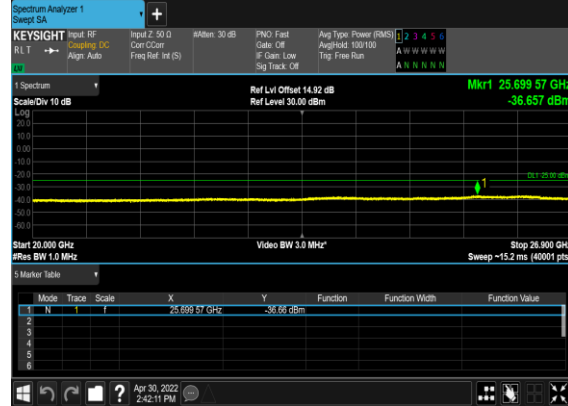 Spectrum Analyzer 1
Swept SA
+
KEYSIGHT
RLT
LW
Input: RF
Coupling: DC
Align: Auto
Input Z: 50 Ω
Corr CCorr
Freq Ref: Int (S)
#Atten: 30 dB
PNO: Fast
Gate: Off
IF Gain: Low
Sig Track: Off
Avg Type: Power (RMS)
Avg|Hold: 100/100
Trig: Free Run
1 2 3 4 5 6
A W W W W W
A N N N N N
1 Spectrum
Scale/Div 10 dB
Ref Lvl Offset 14.92 dB
Ref Level 30.00 dBm
Mkr1 25.699 57 GHz
-36.657 dBm
Log
20.0
10.0
0.00
-10.0
-20.0
-30.0
-40.0
-50.0
-60.0
1
DL1 -25.00 dBm
Start 20.000 GHz
#Res BW 1.0 MHz
Video BW 3.0 MHz*
Stop 26.900 GHz
Sweep ~15.2 ms (40001 pts)
5 Marker Table
Mode Trace Scale X Y Function Function Width Function Value
1 N 1 f 25.699 57 GHz -36.66 dBm
2
3
4
5
6
?
Apr 30, 2022
2:42:11 PM